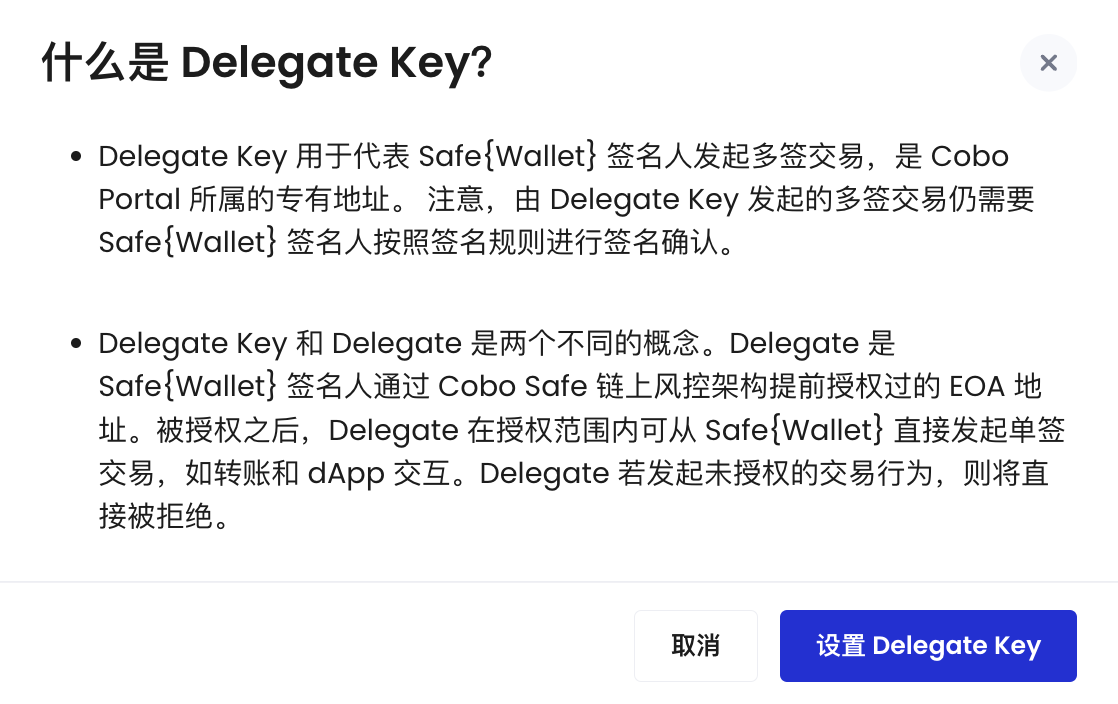 什么是 Delegate Key?
Delegate Key 用于代表 Safe{Wallet} 签名人发起多签交易，是 Cobo
Portal 所属的专有地址。 注意，由 Delegate Key 发起的多签交易仍需要
Safe{Wallet} 签名人按照签名规则进行签名确认。
Delegate Key 和 Delegate 是两个不同的概念。Delegate 是
Safe{Wallet} 签名人通过 Cobo Safe 链上风控架构提前授权过的 EOA 地
址。被授权之后，Delegate 在授权范围内可从 Safe{Wallet} 直接发起单签
交易，如转账和 dApp 交互。Delegate 若发起未授权的交易行为，则将直
接被拒绝。
取消
设置 Delegate Key